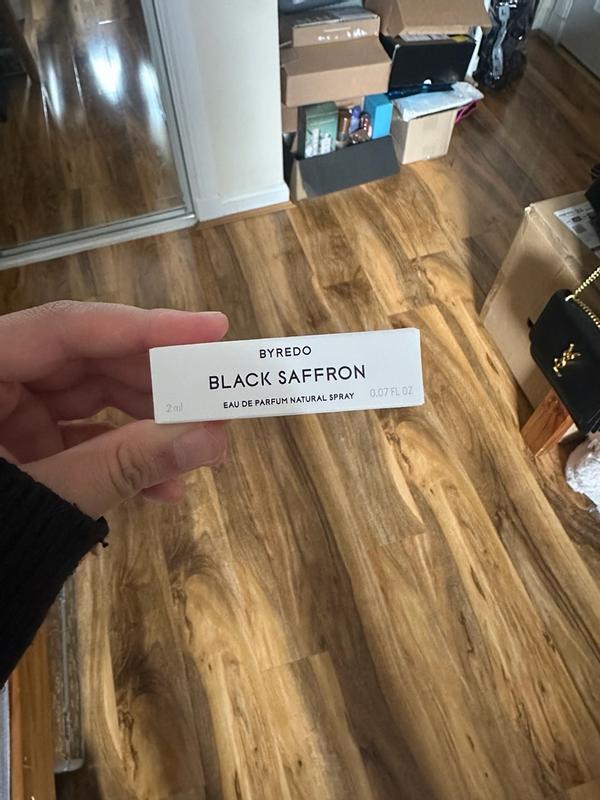 BYREDO
BLACK SAFFRON
EAU DE PARFUM NATURAL SPRAY
2 ml
0.07 FL OZ